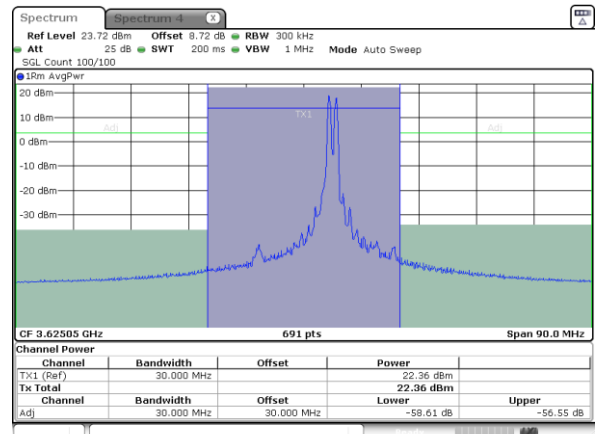 Spectrum
Spectrum 4 X
Ref Level 23.72 dBm Offset 8.72 dB RBW 300 kHz
Att 25 dB SWT 200 ms VBW 1 MHz Mode Auto Sweep
SGL Count 100/100
1Rm AvgPwr
20 dBm
TX1
10 dBm
Adj
Adj
0 dBm
-10 dBm
-20 dBm
-30 dBm
CF 3.62505 GHz 691 pts Span 90.0 MHz
Channel Power
Channel Bandwidth Offset Power
TX1 (Ref) 30.000 MHz 22.36 dBm
Tx Total 22.36 dBm
Channel Bandwidth Offset Lower Upper
Adj 30.000 MHz 30.000 MHz -58.61 dB -56.55 dB